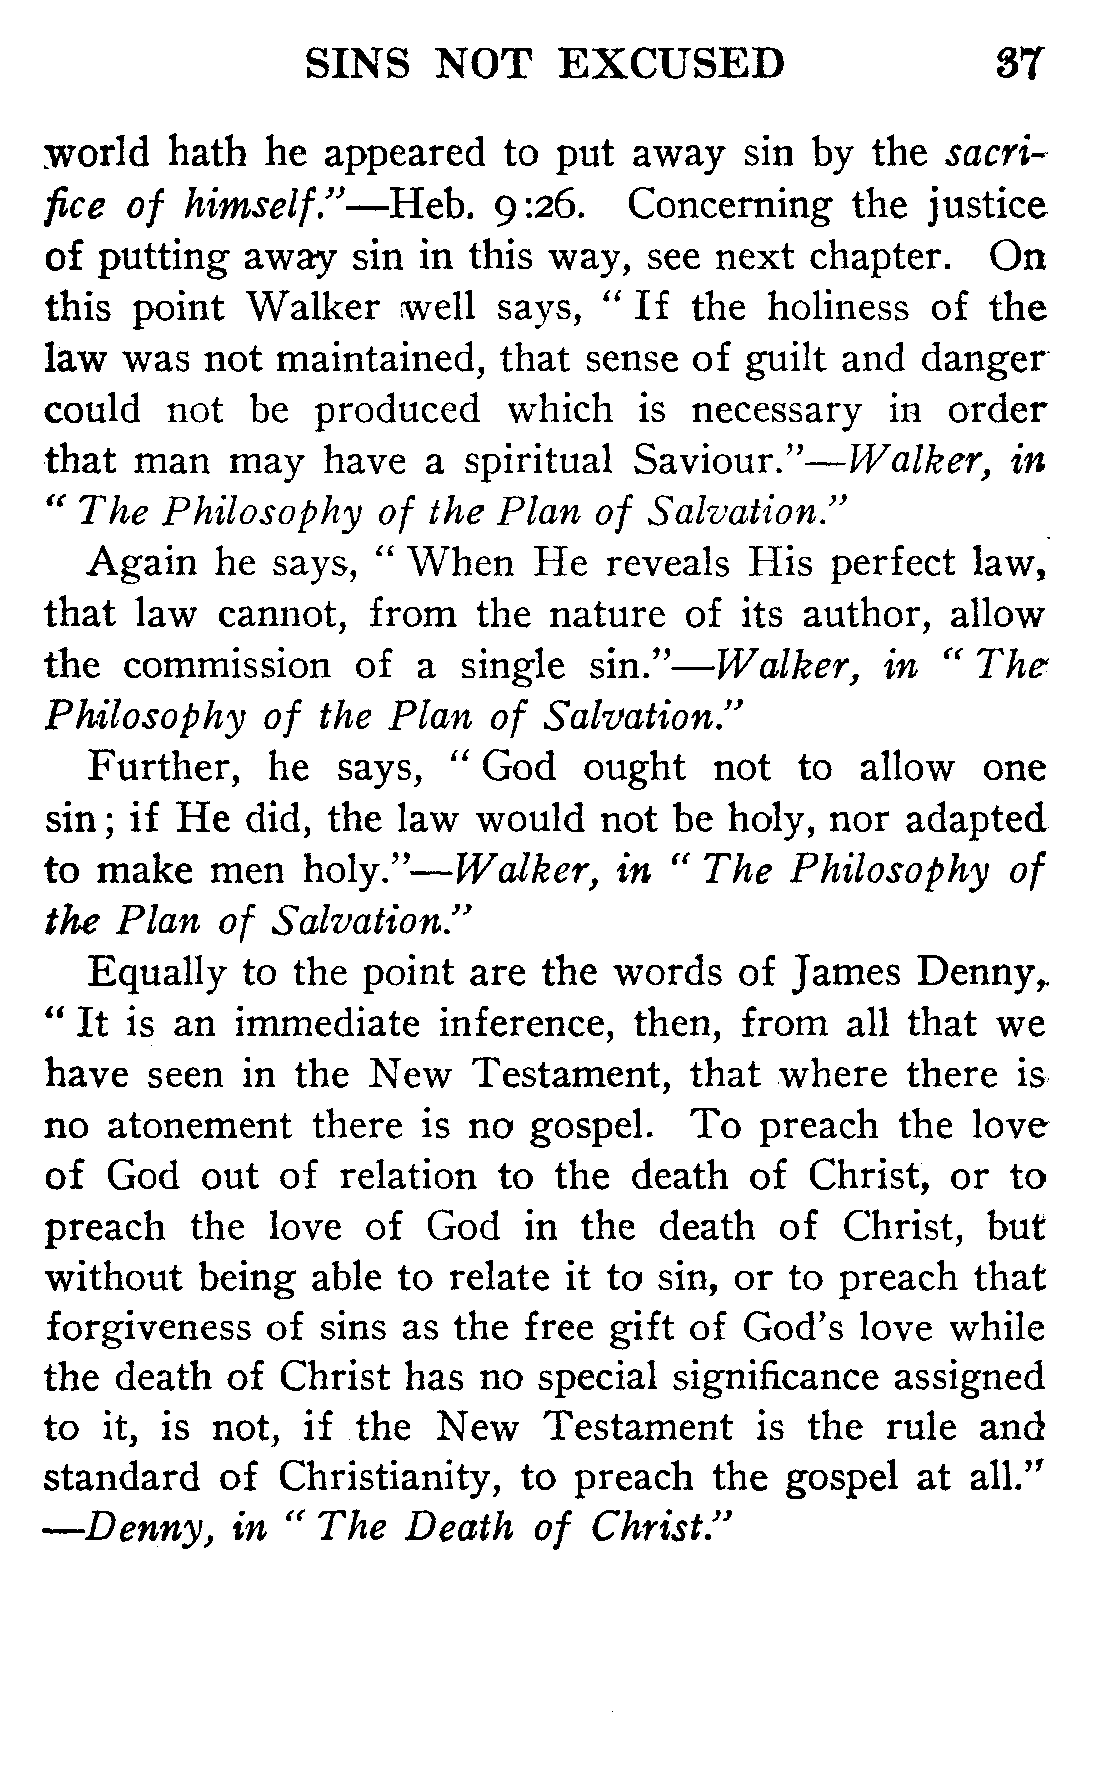 SINS NOT EXCUSED 37
world hath he appeared to put away sin by the sacri-
fice of himself."—Heb. 9:26. Concerning the justice
of putting away sin in this way, see next chapter. On
this point Walker well says, " If the holiness of the
law was not maintained, that sense of guilt and danger
could not be produced which is necessary in order
that man may have a spiritual Saviour."—Walker, in
" The Philosophy of the Plan of Salvation."
Again he says, " When He reveals His perfect law,
that law cannot, from the nature of its author, allow
the commission of a single sin."—Walker, in " The
Philosophy of the Plan of Salvation."
Further, he says, " God ought not to allow one
sin; if He did, the law would not be holy, nor adapted
to make men holy."—Walker, in " The Philosophy of
the Plan of Salvation."
Equally to the point are the words of James Denny,
" It is an immediate inference, then, from all that we
have seen in the New Testament, that where there is
no atonement there is no gospel. To preach the love
of God out of relation to the death of Christ, or to
preach the love of God in the death of Christ, but
without being able to relate it to sin, or to preach that
forgiveness of sins as the free gift of God's love while
the death of Christ has no special significance assigned
to it, is not, if the New Testament is the rule and
standard of Christianity, to preach the gospel at all."
—Denny, in " The Death of Christ."